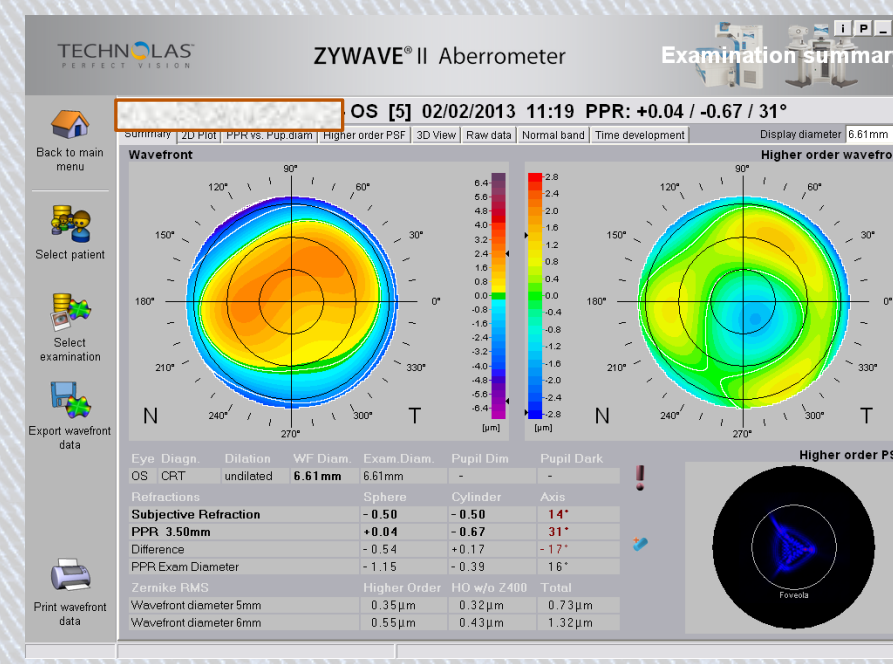 TECHNOLAS
PERFECT VISION
ZYWAVE® II Aberrometer
Examination summar
i P
OS [5] 02/02/2013 11:19 PPR: +0.04 / -0.67 / 31°
Summary 2D Plot PPR vs. Pup.diam Higher order PSF 3D View Raw data Normal band Time development Display diameter 6.61mm
Back to main
menu
Select patient
Select
examination
Export wavefront
data
Print wavefront
data
Wavefront
90°
120° 60°
150° 30°
180° 0°
210° 330°
240° 300°
270°
N T
6.4
5.6
4.8
4.0
3.2
2.4
1.6
0.8
0.0
-0.8
-1.6
-2.4
-3.2
-4.0
-4.8
-5.6
-6.4
[µm]
2.8
2.4
2.0
1.6
1.2
0.8
0.4
0.0
-0.4
-0.8
-1.2
-1.6
-2.0
-2.4
-2.8
[µm]
Higher order wavefro
90°
120° 60°
150° 30°
180° 0°
210° 330°
240° 300°
270°
N T
Eye Diagn. Dilation WF Diam. Exam.Diam. Pupil Dim Pupil Dark
OS CRT undilated 6.61mm 6.61mm - -
Refractions Sphere Cylinder Axis
Subjective Refraction - 0.50 - 0.50 14°
PPR 3.50mm +0.04 - 0.67 31°
Difference - 0.54 +0.17 - 17°
PPR Exam Diameter - 1.15 - 0.39 16°
Zernike RMS Higher Order HO w/o Z400 Total
Wavefront diameter 5mm 0.35µm 0.32µm 0.73µm
Wavefront diameter 6mm 0.55µm 0.43µm 1.32µm
Higher order PS
Foveola